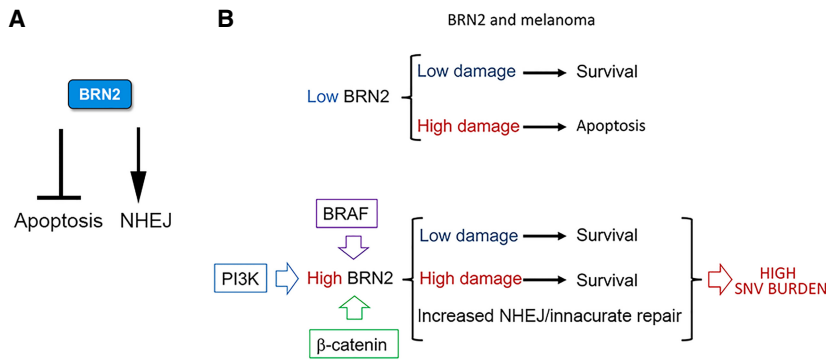 A
B
BRN2
Apoptosis NHEJ
BRN2 and melanoma
Low BRN2
Low damage Survival
High damage Apoptosis
BRAF
PI3K
High BRN2
β-catenin
Low damage Survival
High damage Survival
Increased NHEJ/innacurate repair
HIGH
SNV BURDEN